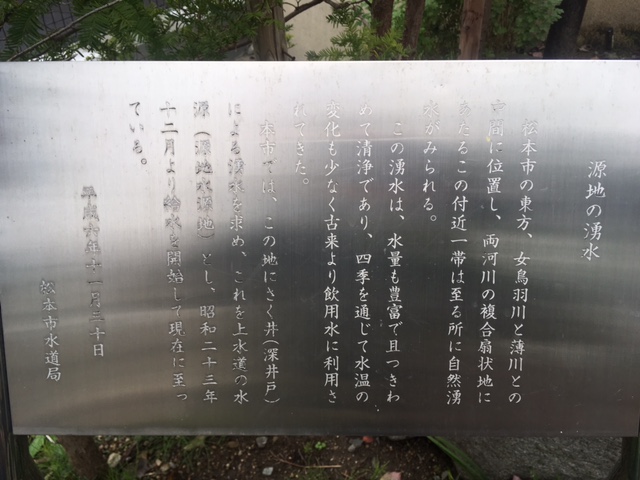 源地の湧水
松本市の東方、女鳥羽川と薄川との
中間に位置し、両河川の複合扇状地に
あたるこの付近一帯は至る所に自然湧
水がみられる。
この湧水は、水量も豊富で且つきわ
めて清浄であり、四季を通じて水温の
変化も少なく古来より飲用水に利用さ
れてきた。
本市では、この地にさく井(深井戸)
による湧水を求め、これを上水道の水
源(源地水源地)とし、昭和二十三年
十二月より給水を開始して現在に至っ
ている。
平成六年十一月三十日
松本市水道局